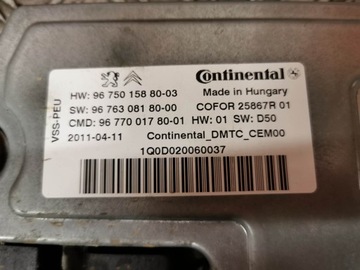 Continental
HW: 96 750 158 80-03 Made in Hungary
SW: 96 763 081 80-00 COFOR 25867R 01
CMD: 96 770 017 80-01 HW: 01 SW: D50
2011-04-11 Continental_DMTC_CEM00
1Q0D020060037
VSS-PEU